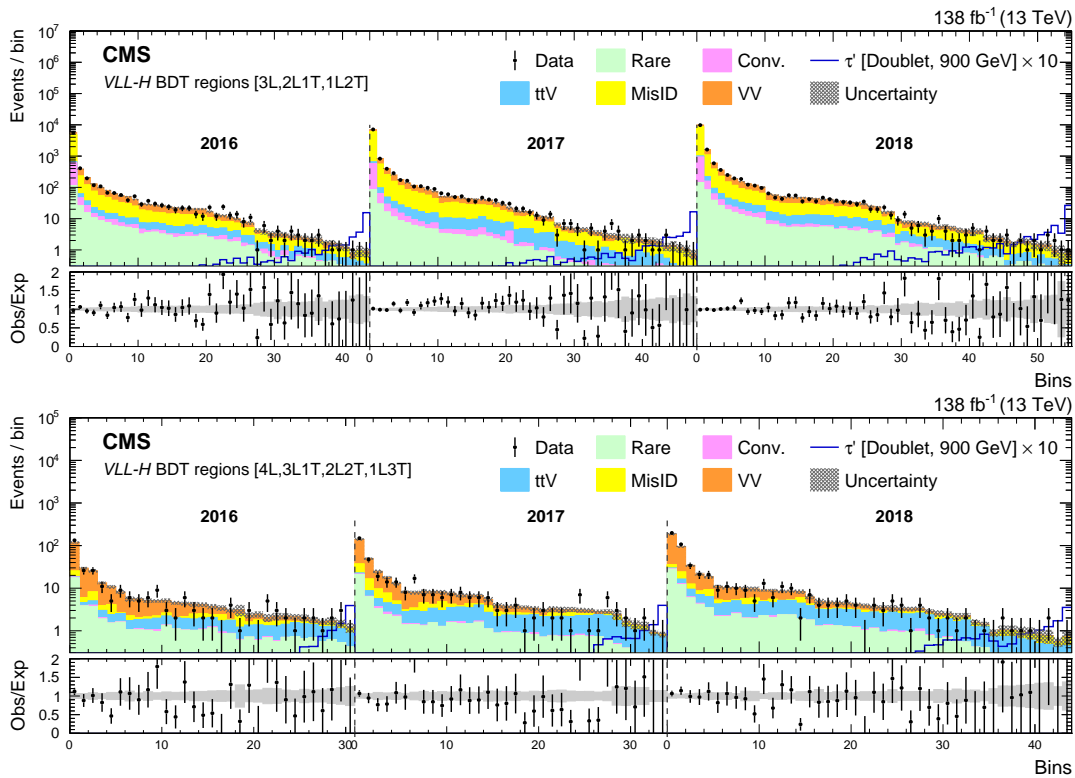 138 fb⁻¹ (13 TeV)
Events / bin
10⁷
10⁶
10⁵
10⁴
10³
10²
10
1
CMS
VLL-H BDT regions [3L,2L1T,1L2T]
Data
Rare
Conv.
τ' [Doublet, 900 GeV] × 10
ttV
MisID
VV
Uncertainty
2016
2017
2018
Obs/Exp
2
1.5
1
0.5
0
0 10 20 30 40
0 10 20 30 40
0 10 20 30 40 50
Bins
138 fb⁻¹ (13 TeV)
Events / bin
10⁵
10⁴
10³
10²
10
1
CMS
VLL-H BDT regions [4L,3L1T,2L2T,1L3T]
Data
Rare
Conv.
τ' [Doublet, 900 GeV] × 10
ttV
MisID
VV
Uncertainty
2016
2017
2018
Obs/Exp
2
1.5
1
0.5
0
0 10 20 30
0 10 20 30
0 10 20 30 40
Bins